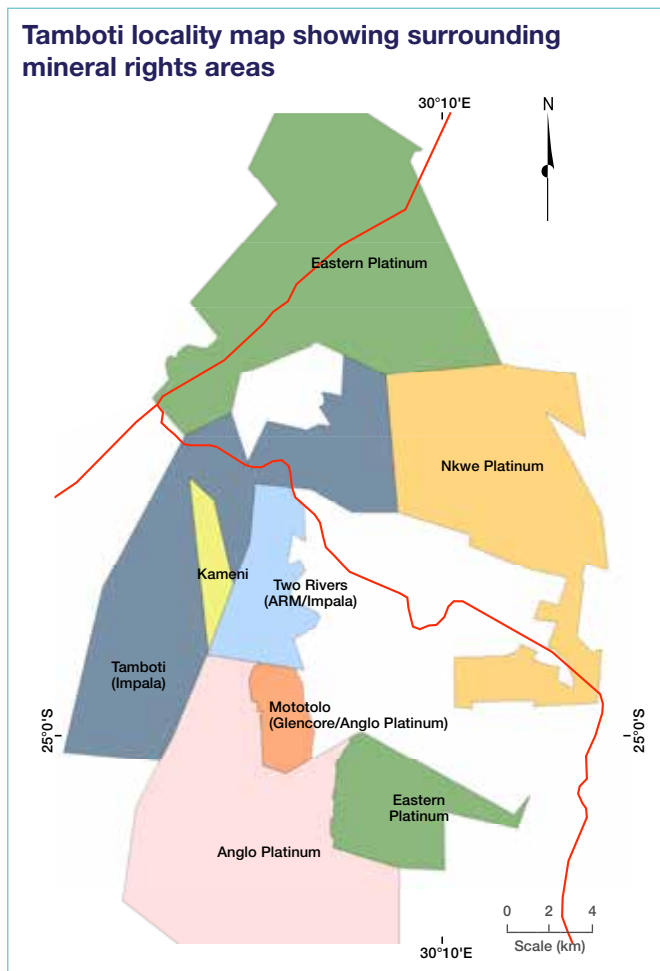 Tamboti locality map showing surrounding
mineral rights areas
30°10'E
N
Eastern Platinum
Nkwe Platinum
Kameni
Two Rivers
(ARM/Impala)
Tamboti
(Impala)
Mototolo
(Glencore/Anglo Platinum)
25°0'S
25°0'S
Eastern
Platinum
Anglo Platinum
0 2 4
Scale (km)
30°10'E